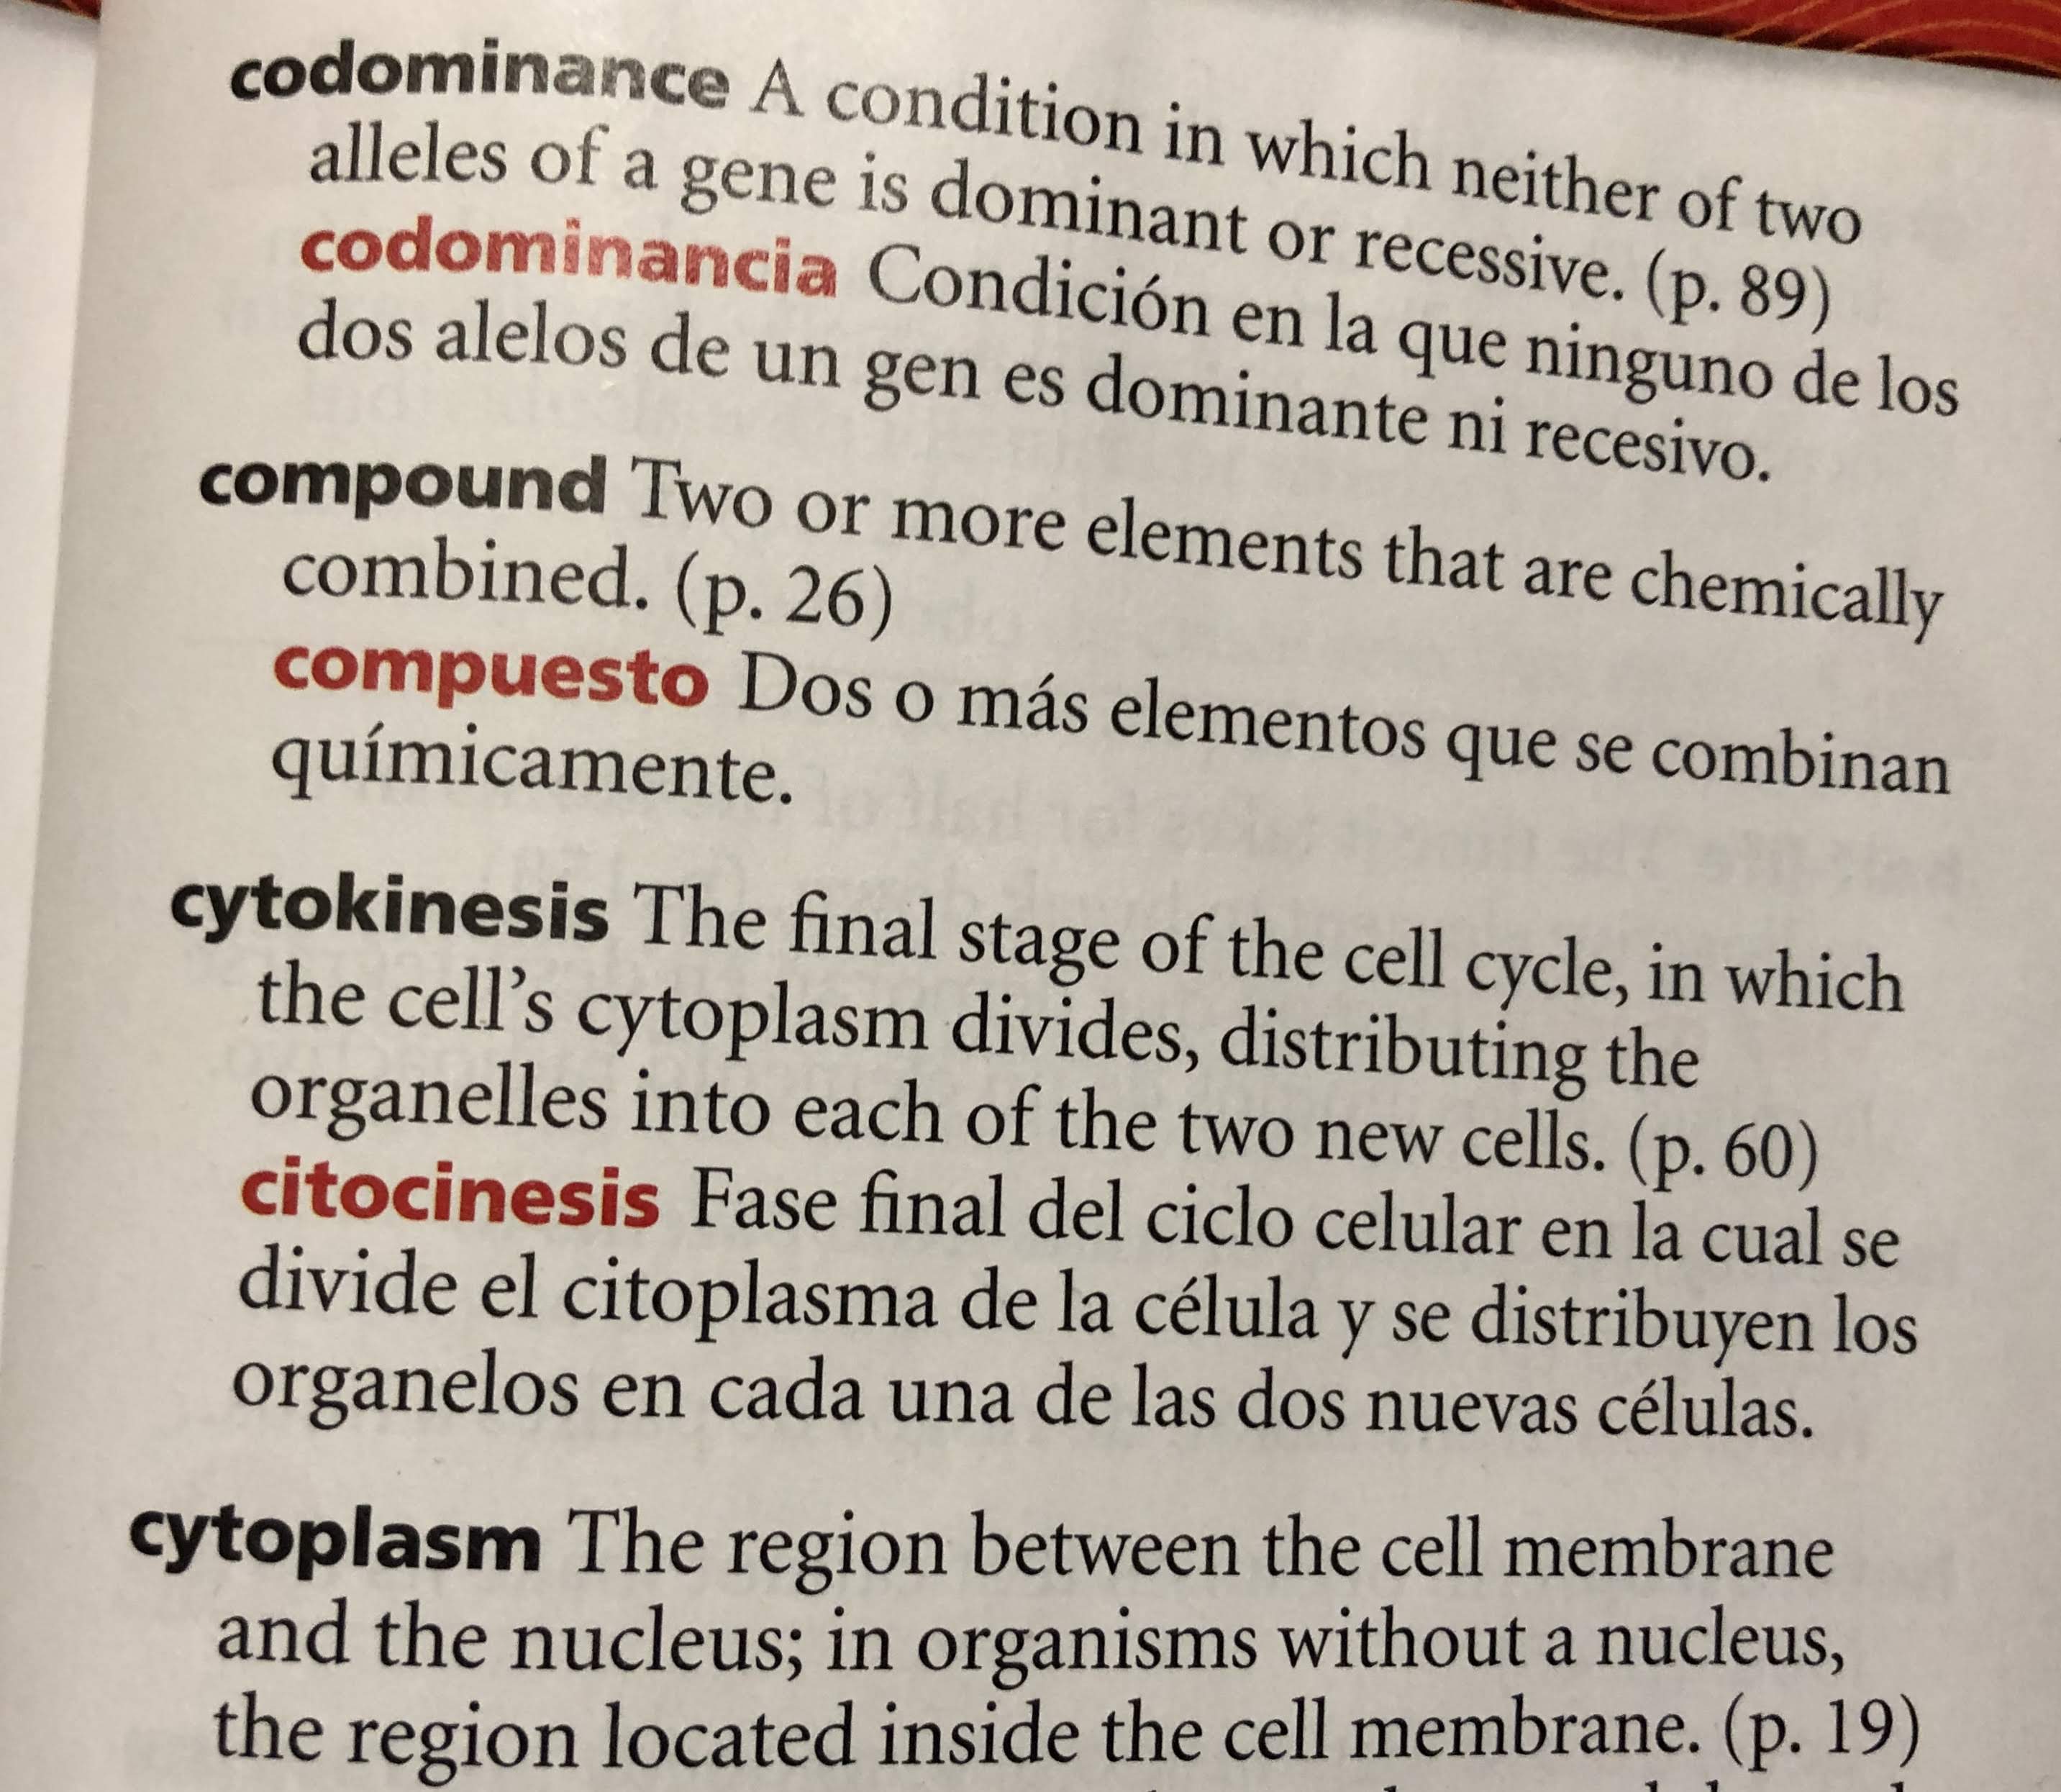 codominance A condition in which neither of two
alleles of a gene is dominant or recessive. (p. 89)
codominancia Condición en la que ninguno de los
dos alelos de un gen es dominante ni recesivo.
compound Two or more elements that are chemically
combined. (p. 26)
compuesto Dos o más elementos que se combinan
químicamente.
cytokinesis The final stage of the cell cycle, in which
the cell’s cytoplasm divides, distributing the
organelles into each of the two new cells. (p. 60)
citocinesis Fase final del ciclo celular en la cual se
divide el citoplasma de la célula y se distribuyen los
organelos en cada una de las dos nuevas células.
cytoplasm The region between the cell membrane
and the nucleus; in organisms without a nucleus,
the region located inside the cell membrane. (p. 19)